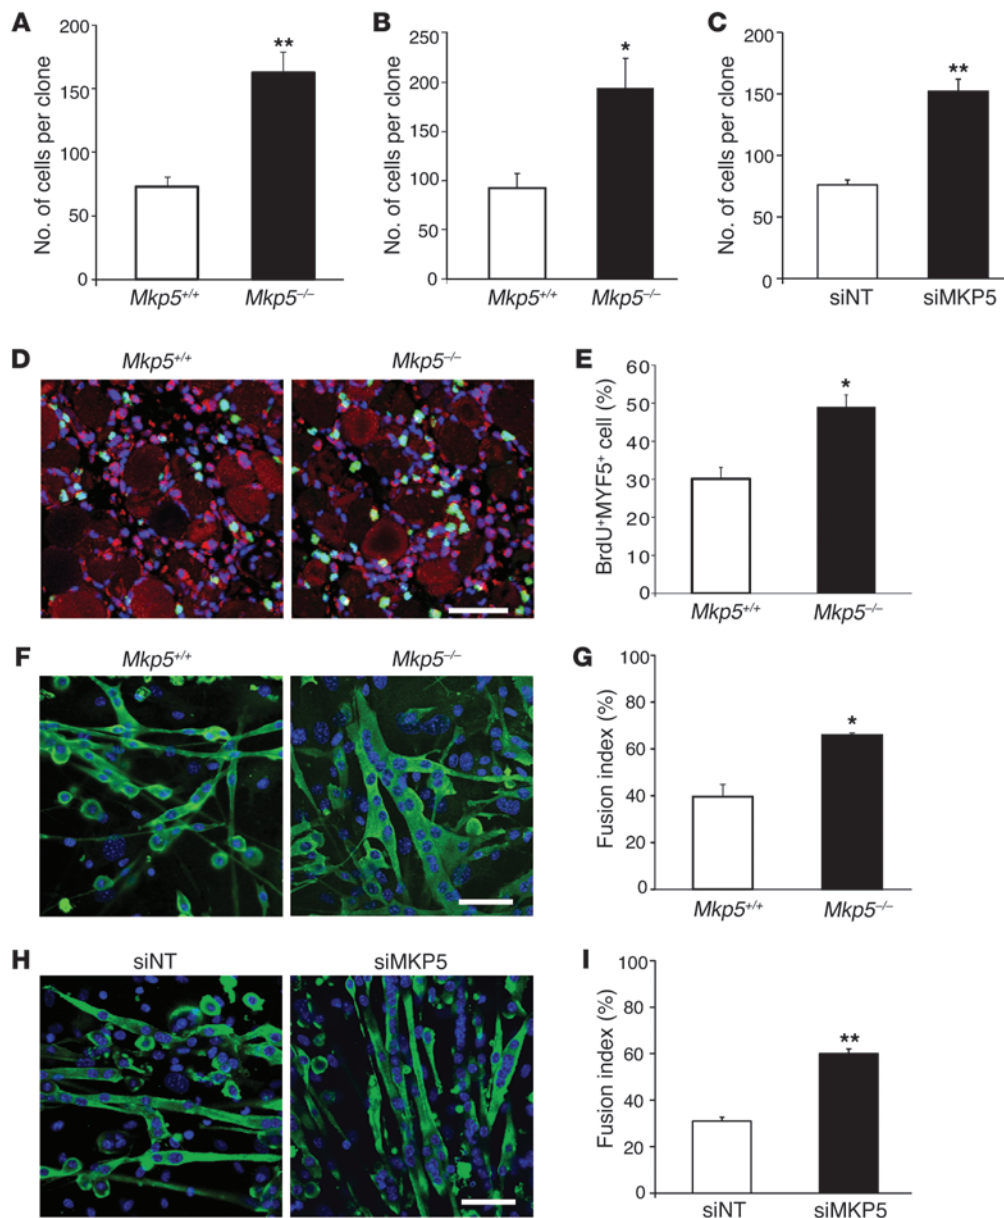 A
No. of cells per clone
200
150
100
50
0
**
Mkp5+/+
Mkp5–/–
B
No. of cells per clone
250
200
150
100
50
0
*
Mkp5+/+
Mkp5–/–
C
No. of cells per clone
200
150
100
50
0
**
siNT
siMKP5
D
Mkp5+/+
Mkp5–/–
E
BrdU+MYF5+ cell (%)
60
50
40
30
20
10
0
*
Mkp5+/+
Mkp5–/–
F
Mkp5+/+
Mkp5–/–
G
Fusion index (%)
100
80
60
40
20
0
*
Mkp5+/+
Mkp5–/–
H
siNT
siMKP5
I
Fusion index (%)
100
80
60
40
20
0
**
siNT
siMKP5